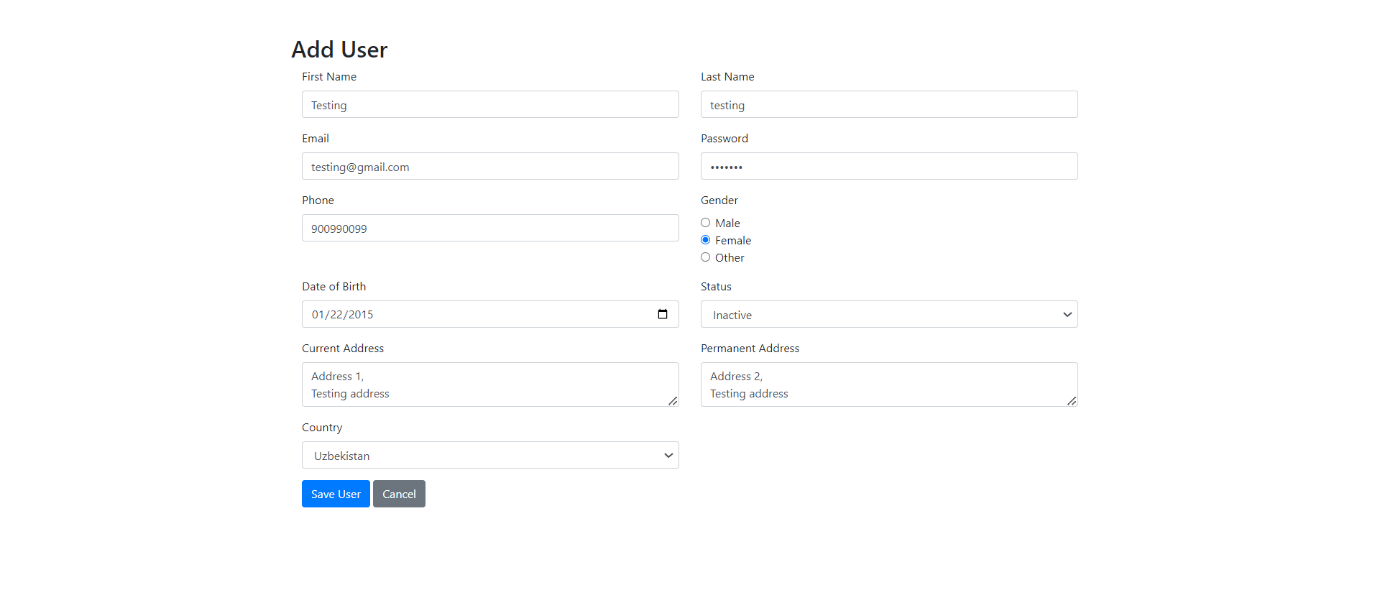 Add User
First Name
Last Name
Testing
testing
Email
Password
testing@gmail.com
•••••••
Phone
Gender
900990099
Male
Female
Other
Date of Birth
Status
01/22/2015
Inactive
Current Address
Permanent Address
Address 1,
Testing address
Address 2,
Testing address
Country
Uzbekistan
Save User
Cancel